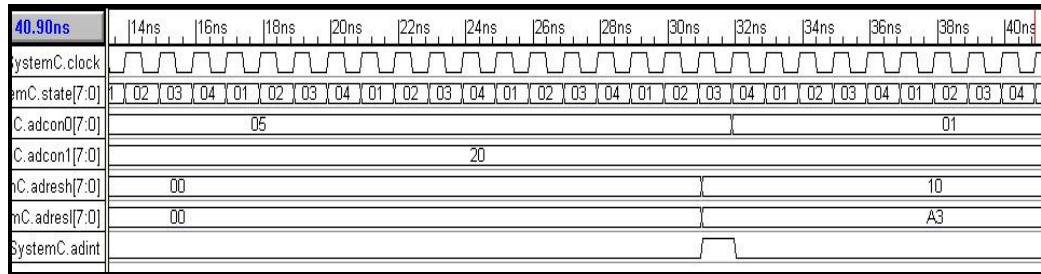 40.90ns 14ns 16ns 18ns 20ns 22ns 24ns 26ns 28ns 30ns 32ns 34ns 36ns 38ns 40ns
SystemC.clock
emC.state[7:0] 1 02 03 04 01 02 03 04 01 02 03 04 01 02 03 04 01 02 03 04 01 02 03 04 01 02 03 04
C.adcon0[7:0] 05 01
C.adcon1[7:0] 20
nC.adresh[7:0] 00 10
mC.adresl[7:0] 00 A3
SystemC.adint